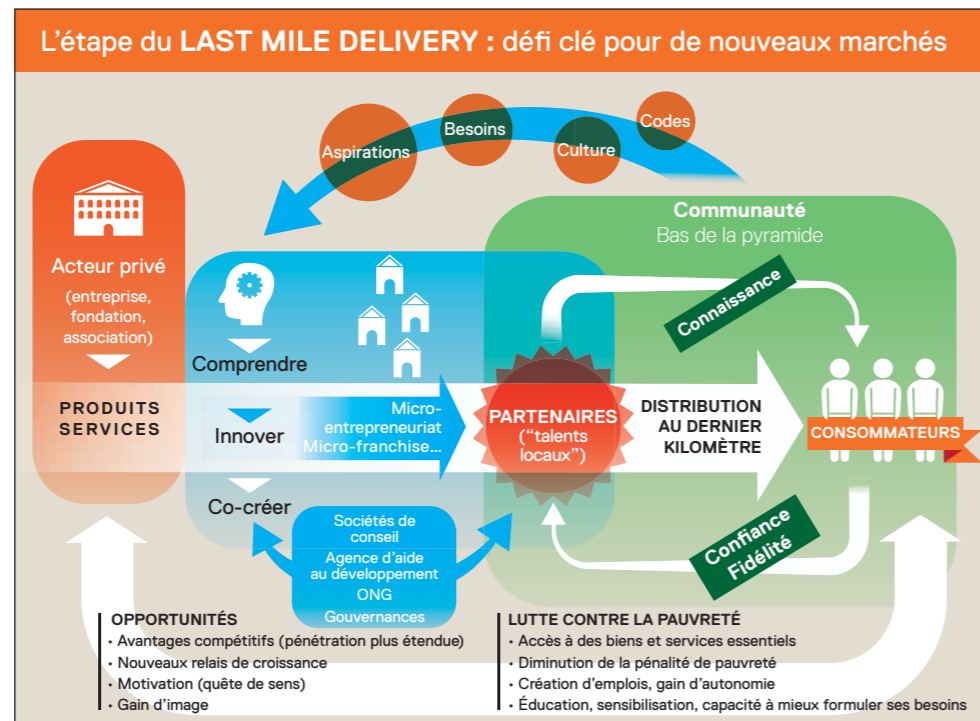 L'étape du LAST MILE DELIVERY : défi clé pour de nouveaux marchés
Aspirations
Besoins
Culture
Codes
Acteur privé
(entreprise,
fondation,
association)
PRODUITS
SERVICES
Comprendre
Innover
Co-créer
Micro-
entrepreneuriat
Micro-franchise...
Sociétés de
conseil
Agence d'aide
au développement
ONG
Gouvernances
Communauté
Bas de la pyramide
Connaissance
PARTENAIRES
("talents
locaux")
DISTRIBUTION
AU DERNIER
KILOMÈTRE
CONSOMMATEURS
Confiance
Fidélité
OPPORTUNITÉS
· Avantages compétitifs (pénétration plus étendue)
· Nouveaux relais de croissance
· Motivation (quête de sens)
· Gain d'image
LUTTE CONTRE LA PAUVRETÉ
· Accès à des biens et services essentiels
· Diminution de la pénalité de pauvreté
· Création d'emplois, gain d'autonomie
· Éducation, sensibilisation, capacité à mieux formuler ses besoins